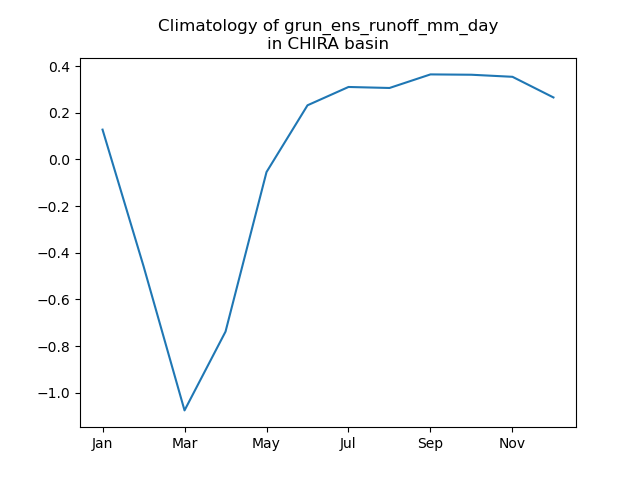 Climatology of grun_ens_runoff_mm_day
in CHIRA basin
0.4
0.2
0.0
−0.2
−0.4
−0.6
−0.8
−1.0
Jan Mar May Jul Sep Nov